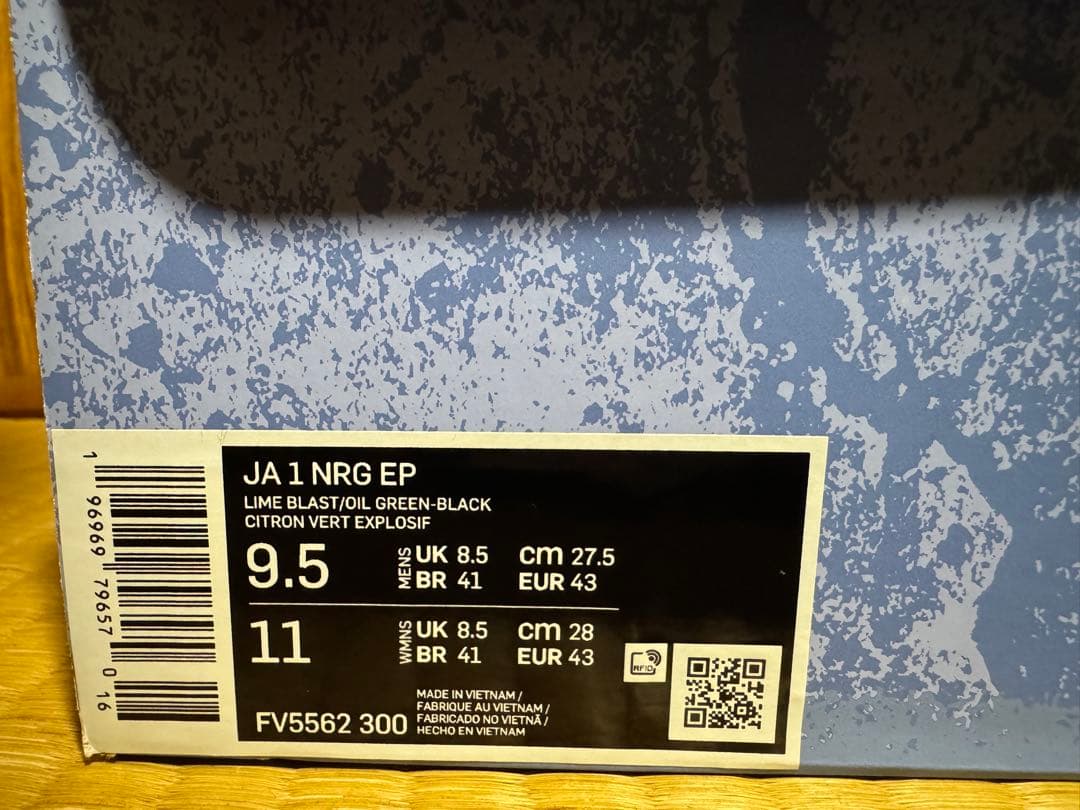 JA 1 NRG EP
LIME BLAST/OIL GREEN-BLACK
CITRON VERT EXPLOSIF
9.5 MENS UK 8.5 cm 27.5
BR 41 EUR 43
11 WMNS UK 8.5 cm 28
BR 41 EUR 43
RFID
FV5562 300
MADE IN VIETNAM /
FABRIQUE AU VIETNAM /
FABRICADO NO VIETNÃ /
HECHO EN VIETNAM
1 96969 79657 0 16